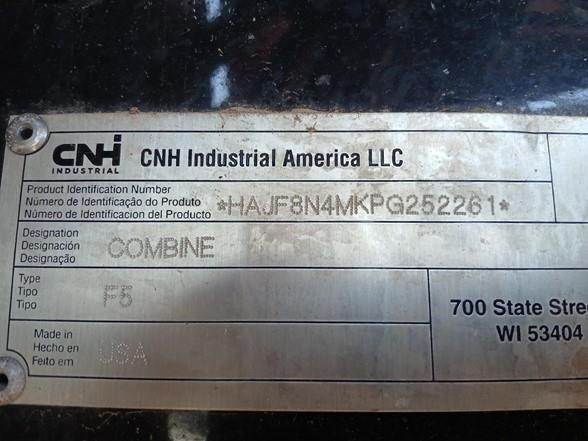 CNH
INDUSTRIAL
CNH Industrial America LLC
Product Identification Number
Número de Identificação do Produto
Número de Identificacion del Producto
*HAJF8N4MKPG252261*
Designation
Designación
Designação
COMBINE
Type
Tipo
Tipo
F5
700 State Stre
WI 53404
Made in
Hecho en
Feito em
USA